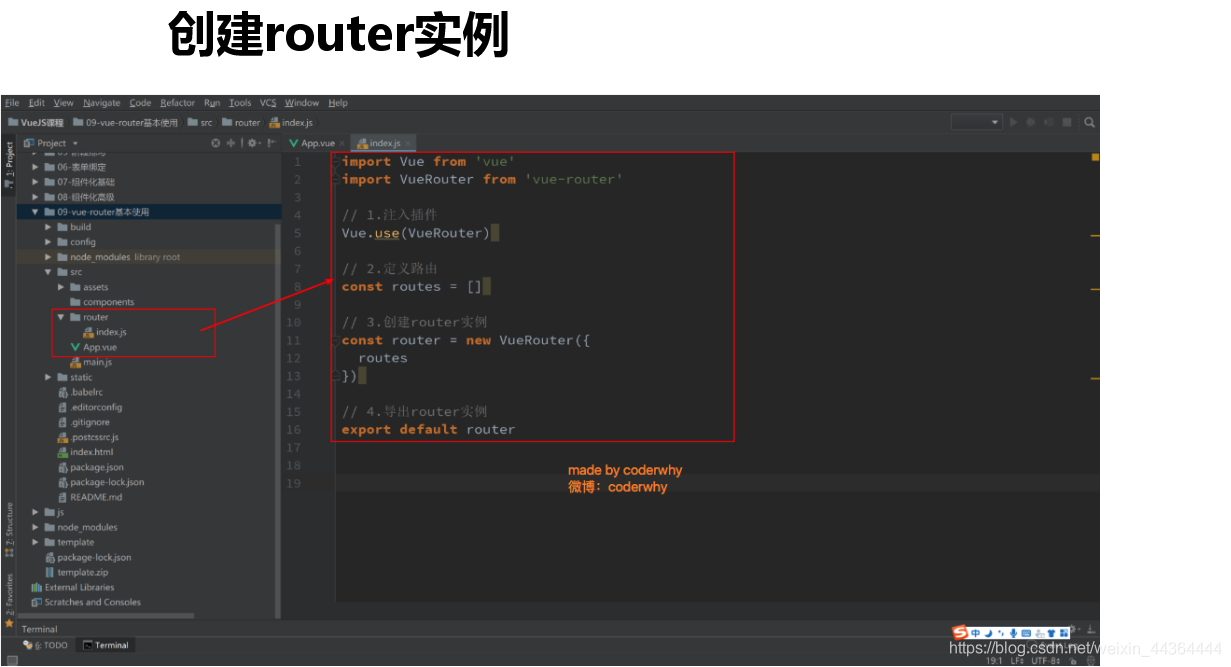 创建router实例
File Edit View Navigate Code Refactor Run Tools VCS Window Help
VueJS课程 09-vue-router基本使用 src router index.js
Project
App.vue
index.js
1: Project
06-表单绑定
07-组件化基础
08-组件化高级
09-vue-router基本使用
build
config
node_modules library root
src
assets
components
router
index.js
App.vue
main.js
static
.babelrc
.editorconfig
.gitignore
.postcssrc.js
index.html
package.json
package-lock.json
README.md
js
node_modules
template
package-lock.json
template.zip
External Libraries
Scratches and Consoles
7: Structure
2: Favorites
1 import Vue from 'vue'
2 import VueRouter from 'vue-router'
3
4 // 1.注入插件
5 Vue.use(VueRouter)
6
7 // 2.定义路由
8 const routes = []
9
10 // 3.创建router实例
11 const router = new VueRouter({
12 routes
13 })
14
15 // 4.导出router实例
16 export default router
17
18
19
made by coderwhy
微博：coderwhy
Terminal
6: TODO Terminal
中
https://blog.csdn.net/weixin_44364444
19:1 LF: UTF-8: